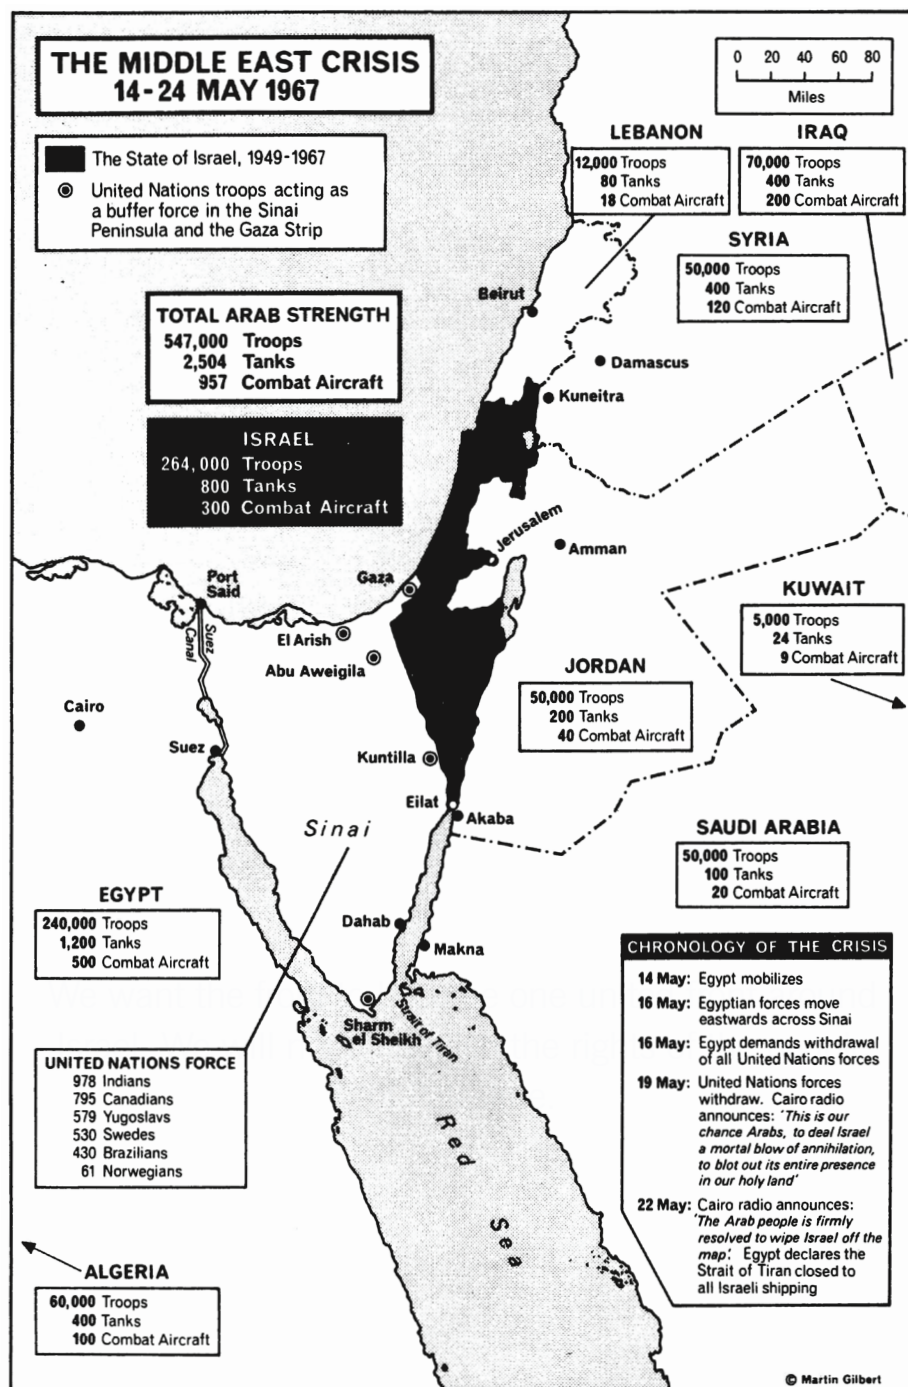 THE MIDDLE EAST CRISIS
14-24 MAY 1967
0 20 40 60 80
Miles
The State of Israel, 1949-1967
United Nations troops acting as
a buffer force in the Sinai
Peninsula and the Gaza Strip
LEBANON
12,000 Troops
80 Tanks
18 Combat Aircraft
IRAQ
70,000 Troops
400 Tanks
200 Combat Aircraft
SYRIA
50,000 Troops
400 Tanks
120 Combat Aircraft
TOTAL ARAB STRENGTH
547,000 Troops
2,504 Tanks
957 Combat Aircraft
ISRAEL
264,000 Troops
800 Tanks
300 Combat Aircraft
Beirut
Damascus
Kuneitra
Jerusalem
Amman
Gaza
Port
Said
Suez
Canal
El Arish
Abu Aweigila
KUWAIT
5,000 Troops
24 Tanks
9 Combat Aircraft
JORDAN
50,000 Troops
200 Tanks
40 Combat Aircraft
Cairo
Suez
Kuntilla
Eilat
Akaba
Sinai
SAUDI ARABIA
50,000 Troops
100 Tanks
20 Combat Aircraft
EGYPT
240,000 Troops
1,200 Tanks
500 Combat Aircraft
Dahab
Makna
Sharm
el Sheikh
Strait of Tiran
Red Sea
UNITED NATIONS FORCE
978 Indians
795 Canadians
579 Yugoslavs
530 Swedes
430 Brazilians
61 Norwegians
CHRONOLOGY OF THE CRISIS
14 May: Egypt mobilizes
16 May: Egyptian forces move
eastwards across Sinai
16 May: Egypt demands withdrawal
of all United Nations forces
19 May: United Nations forces
withdraw. Cairo radio
announces: 'This is our
chance Arabs, to deal Israel
a mortal blow of annihilation,
to blot out its entire presence
in our holy land'
22 May: Cairo radio announces:
'The Arab people is firmly
resolved to wipe Israel off the
map'. Egypt declares the
Strait of Tiran closed to
all Israeli shipping
ALGERIA
60,000 Troops
400 Tanks
100 Combat Aircraft
© Martin Gilbert